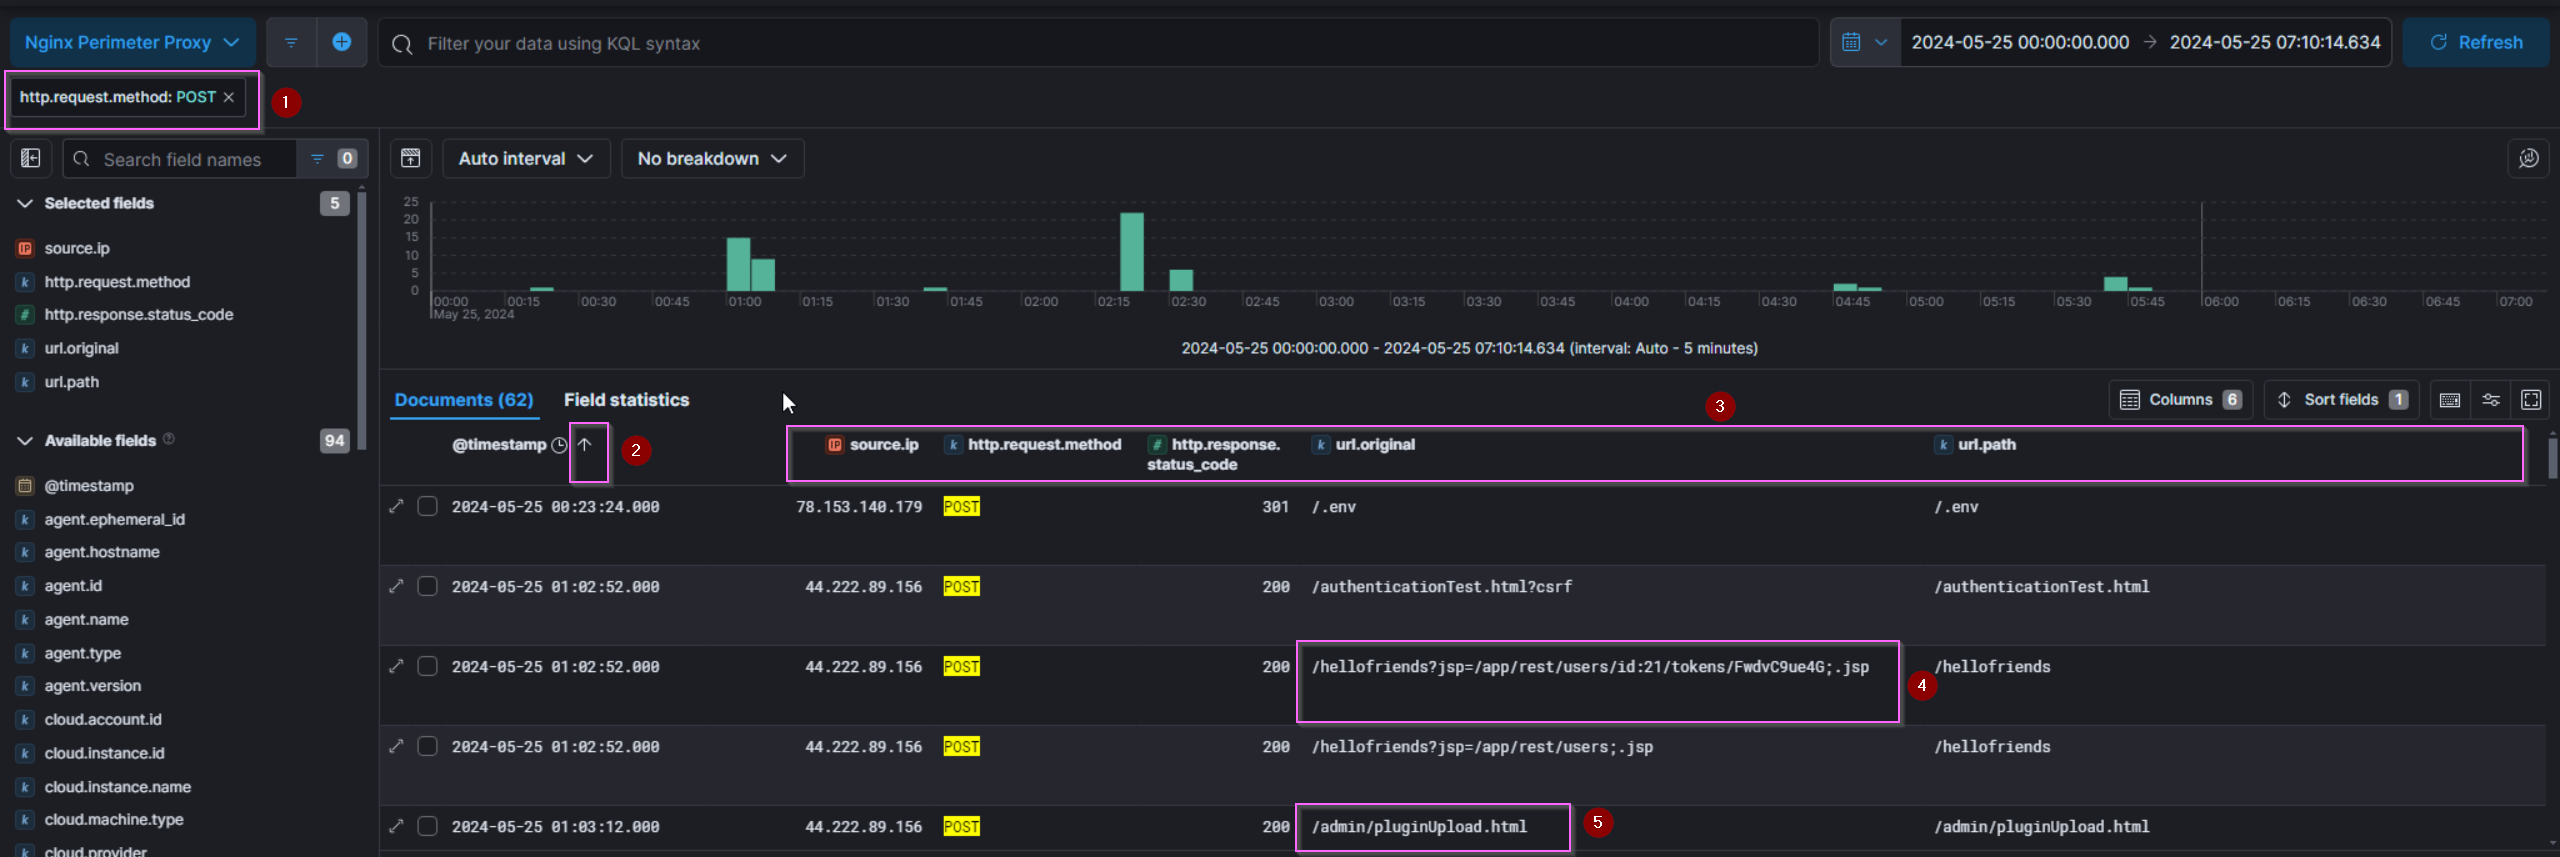 Nginx Perimeter Proxy
Filter your data using KQL syntax
2024-05-25 00:00:00.000 → 2024-05-25 07:10:14.634
Refresh
http.request.method: POST ×
1
Search field names
0
Auto interval
No breakdown
Selected fields 5
source.ip
http.request.method
http.response.status_code
url.original
url.path
Available fields 94
@timestamp
agent.ephemeral_id
agent.hostname
agent.id
agent.name
agent.type
agent.version
cloud.account.id
cloud.instance.id
cloud.instance.name
cloud.machine.type
cloud.provider
25
20
15
10
5
0
00:00 00:15 00:30 00:45 01:00 01:15 01:30 01:45 02:00 02:15 02:30 02:45 03:00 03:15 03:30 03:45 04:00 04:15 04:30 04:45 05:00 05:15 05:30 05:45 06:00 06:15 06:30 06:45 07:00
May 25, 2024
2024-05-25 00:00:00.000 - 2024-05-25 07:10:14.634 (interval: Auto - 5 minutes)
Documents (62) Field statistics
3
Columns 6
Sort fields 1
@timestamp ↑ 2 source.ip http.request.method http.response. url.original url.path
status_code
2024-05-25 00:23:24.000 78.153.140.179 POST 301 /.env /.env
2024-05-25 01:02:52.000 44.222.89.156 POST 200 /authenticationTest.html?csrf /authenticationTest.html
2024-05-25 01:02:52.000 44.222.89.156 POST 200 /hellofriends?jsp=/app/rest/users/id:21/tokens/FwdvC9ue4G;.jsp 4 /hellofriends
2024-05-25 01:02:52.000 44.222.89.156 POST 200 /hellofriends?jsp=/app/rest/users;.jsp /hellofriends
2024-05-25 01:03:12.000 44.222.89.156 POST 200 /admin/pluginUpload.html 5 /admin/pluginUpload.html